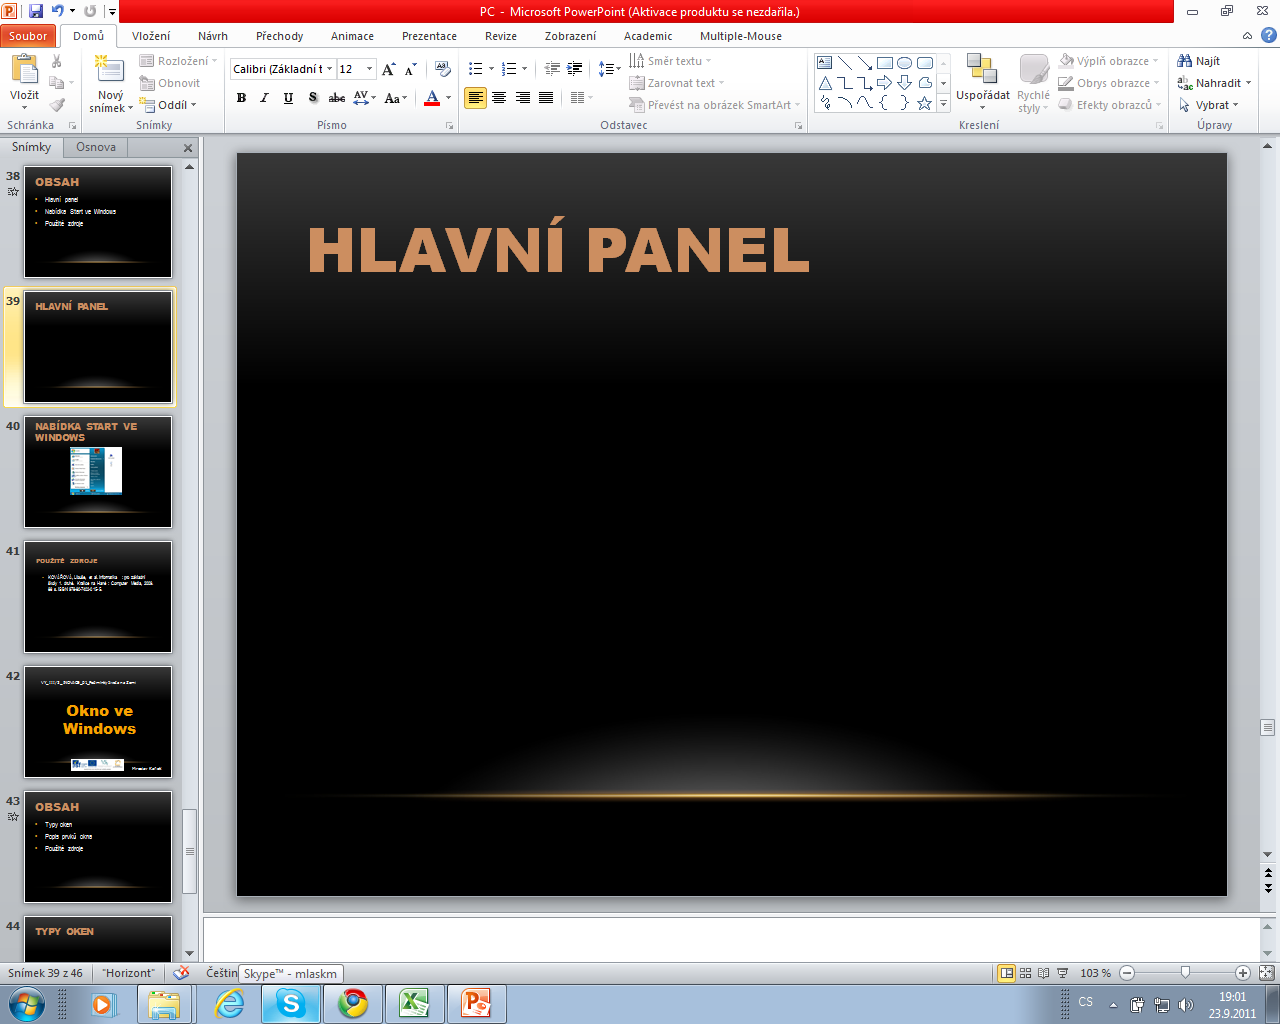 PC - Microsoft PowerPoint (Aktivace produktu se nezdařila.)
Soubor Domů Vložení Návrh Přechody Animace Prezentace Revize Zobrazení Academic Multiple-Mouse
Vložit
Schránka
Nový snímek
Rozložení
Obnovit
Oddíl
Snímky
Calibri (Základní t 12
B I U S abc AV Aa A
Písmo
Směr textu
Zarovnat text
Převést na obrázek SmartArt
Odstavec
Uspořádat
Rychlé styly
Výplň obrazce
Obrys obrazce
Efekty obrazců
Kreslení
Najít
Nahradit
Vybrat
Úpravy
Snímky Osnova
38
OBSAH
Hlavní panel
Nabídka Start ve Windows
Použité zdroje
39
HLAVNÍ PANEL
40
NABÍDKA START VE
WINDOWS
41
POUŽITÉ ZDROJE
42
Okno ve
Windows
43
OBSAH
Typy oken
Popis prvků okna
Použité zdroje
44
TYPY OKEN
HLAVNÍ PANEL
Snímek 39 z 46 "Horizont" Češtin
Skype™ - mlaskm
103 %
CS
19:01
23.9.2011